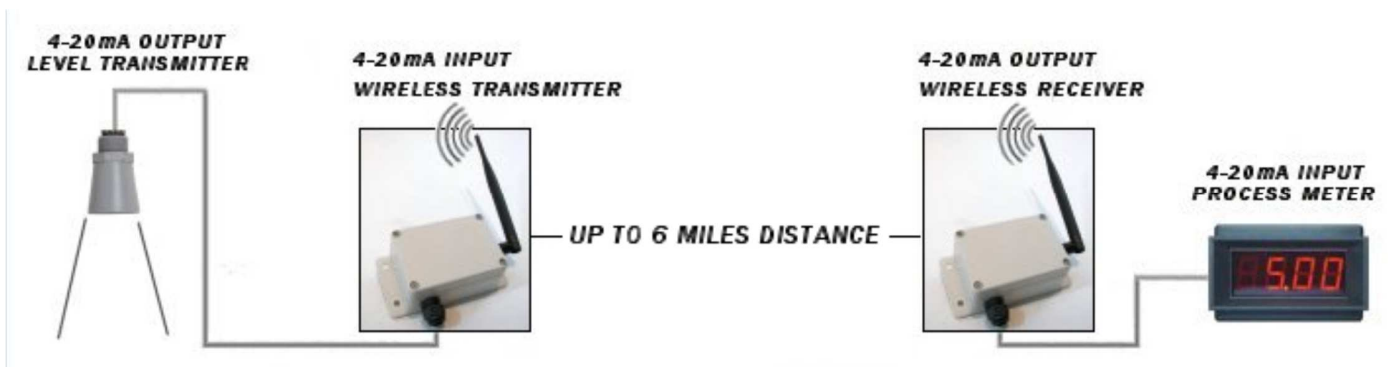 4-20mA OUTPUT
LEVEL TRANSMITTER
4-20mA INPUT
WIRELESS TRANSMITTER
4-20mA OUTPUT
WIRELESS RECEIVER
UP TO 6 MILES DISTANCE
4-20mA INPUT
PROCESS METER
5.00